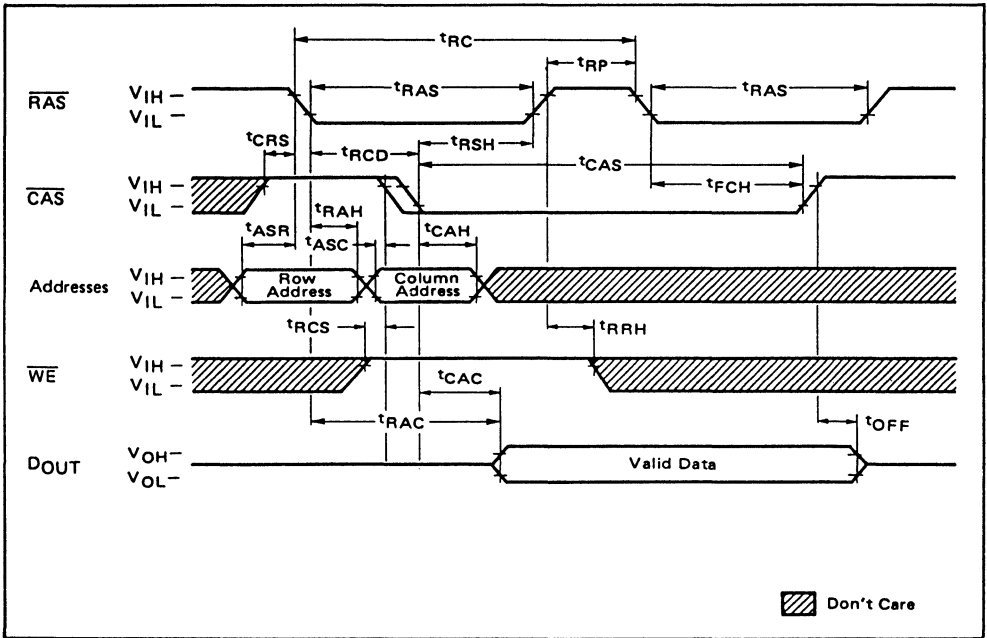 tRC
tRP
RAS
VIH
VIL
tRAS
tRAS
tCRS
tRCD
tRSH
tCAS
CAS
VIH
VIL
tFCH
tRAH
tASR
tASC
tCAH
Addresses
VIH
VIL
Row
Address
Column
Address
tRCS
tRRH
WE
VIH
VIL
tCAC
tRAC
tOFF
DOUT
VOH
VOL
Valid Data
Don't Care